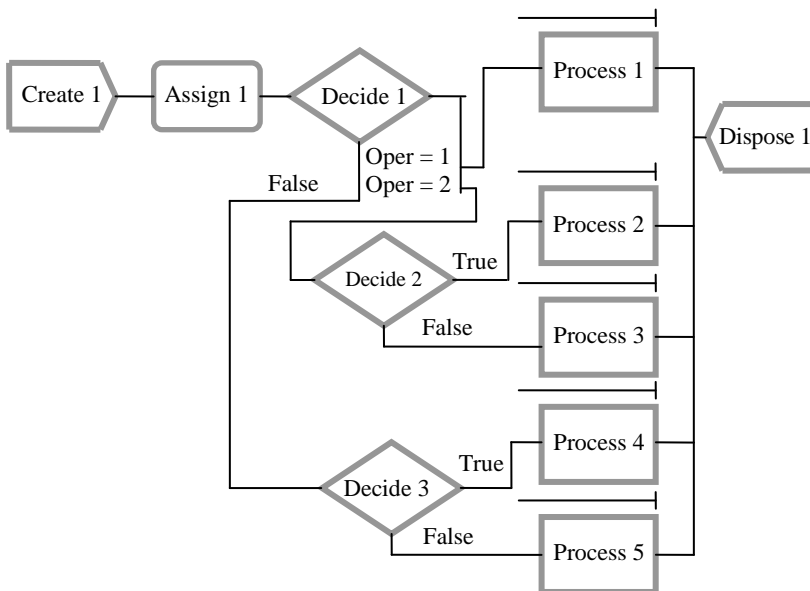 Create 1
Assign 1
Decide 1
Process 1
Dispose 1
Oper = 1
Oper = 2
False
Process 2
Decide 2
True
False
Process 3
Decide 3
True
Process 4
False
Process 5